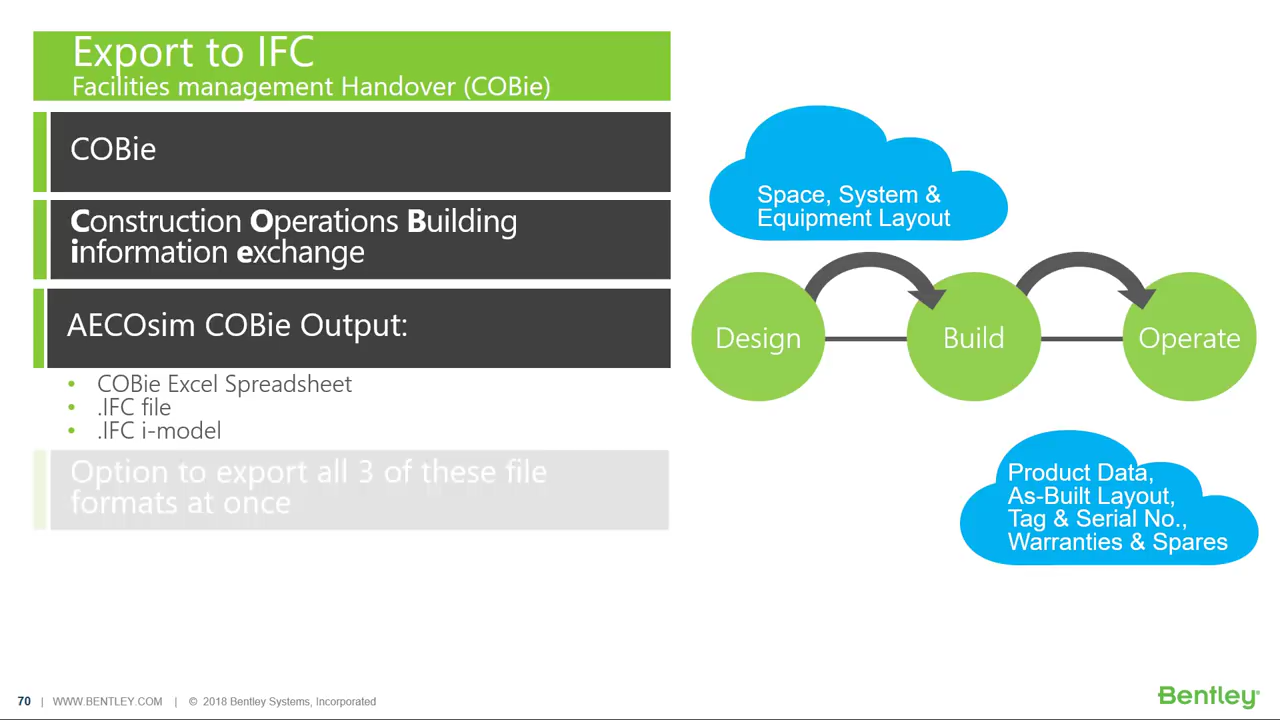 Export to IFC
Facilities management Handover (COBie)
COBie
Construction Operations Building
information exchange
AECOsim COBie Output:
• COBie Excel Spreadsheet
• .IFC file
• .IFC i-model
Option to export all 3 of these file
formats at once
Space, System &
Equipment Layout
Design
Build
Operate
Product Data,
As-Built Layout,
Tag & Serial No.,
Warranties & Spares
70 | WWW.BENTLEY.COM | © 2018 Bentley Systems, Incorporated
Bentley®